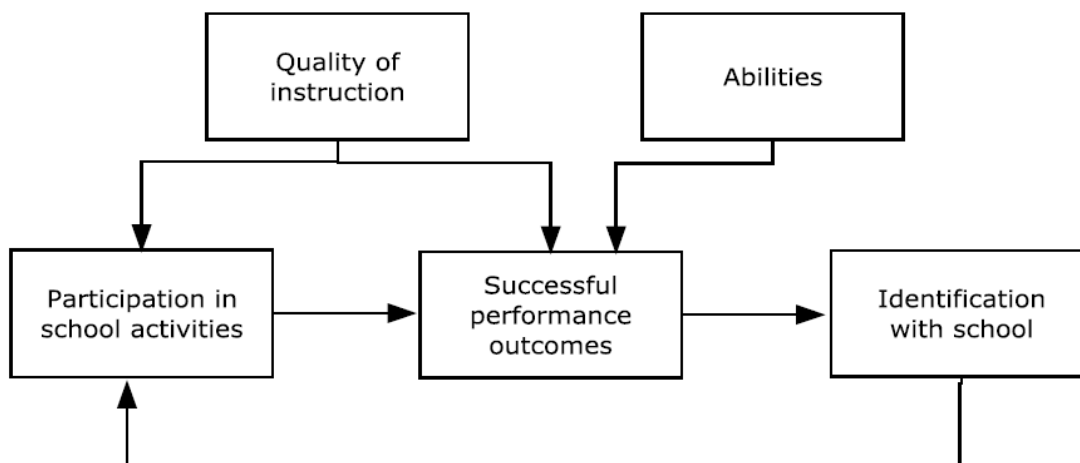 Quality of
instruction
Abilities
Participation in
school activities
Successful
performance
outcomes
Identification
with school